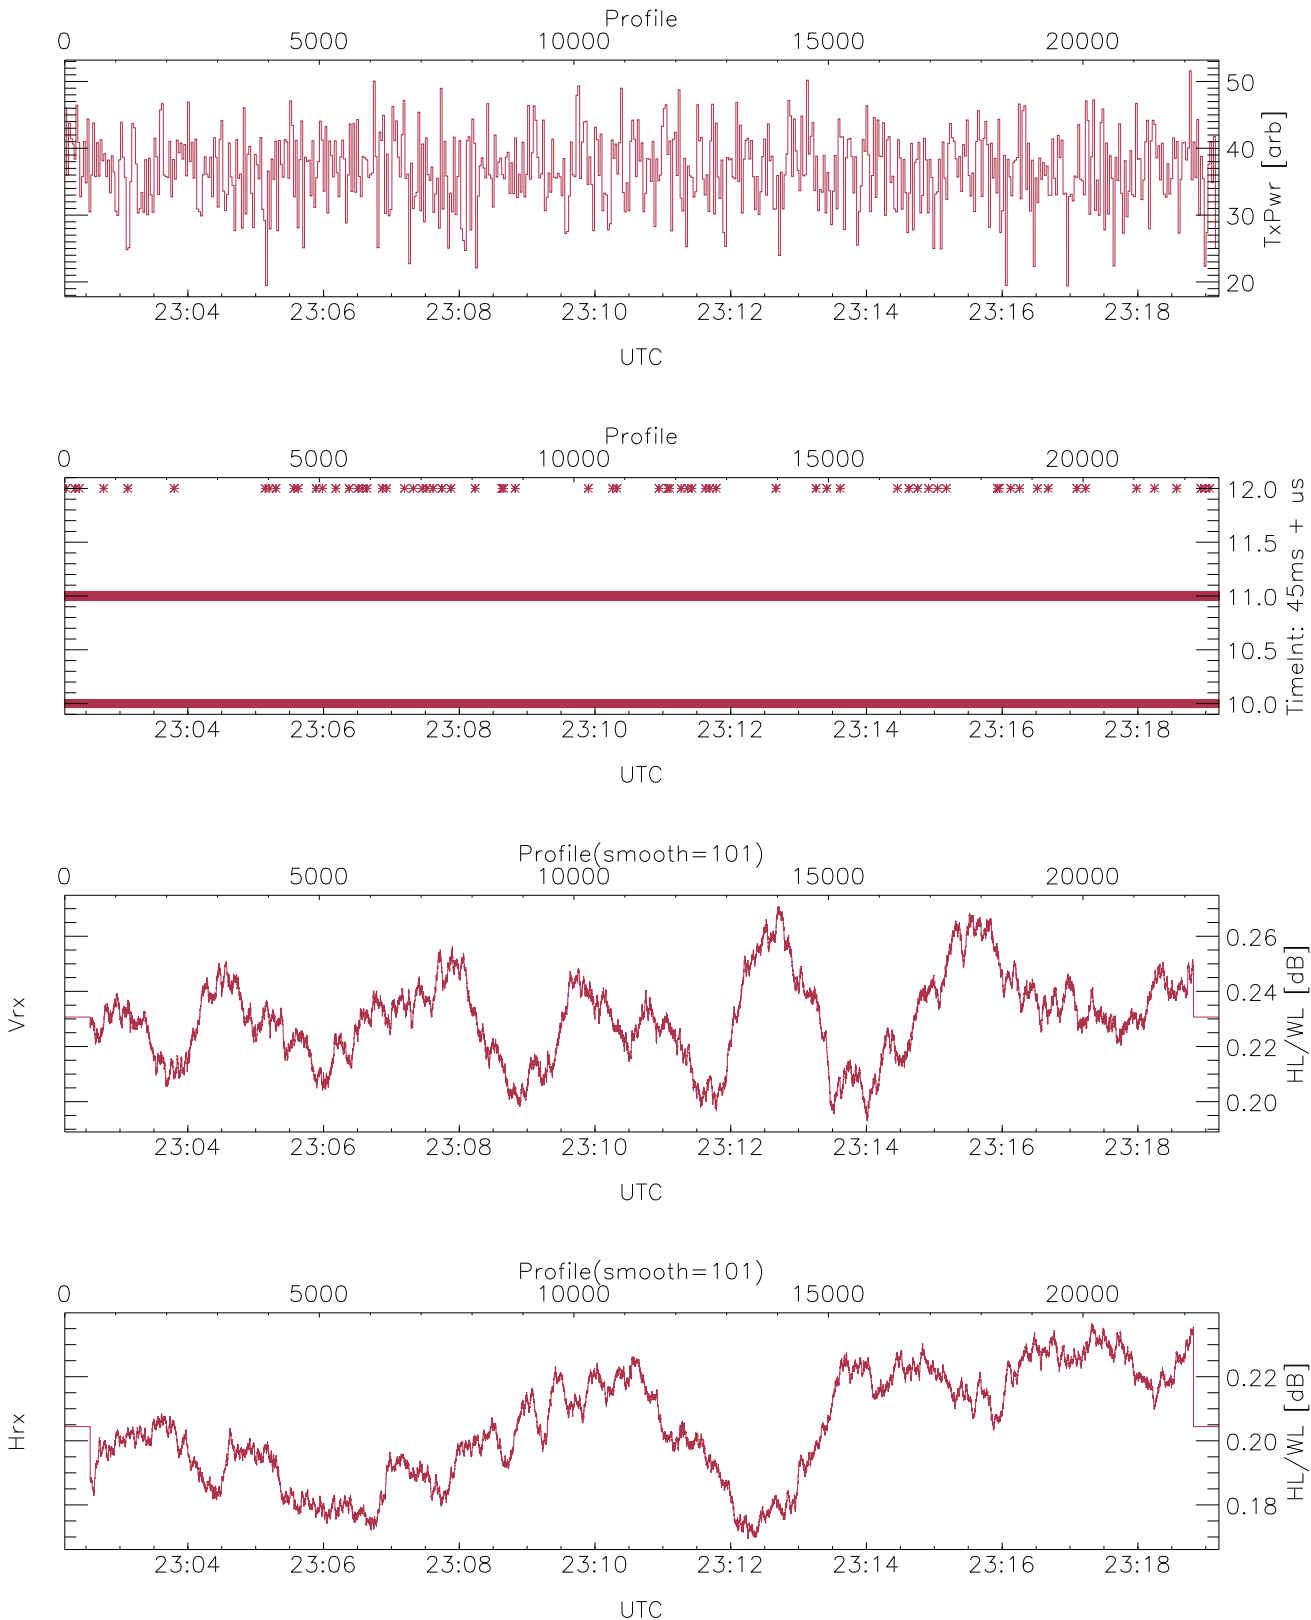 Profile
0 5000 10000 15000 20000
50
40
30
20
TxPwr [arb]
23:04 23:06 23:08 23:10 23:12 23:14 23:16 23:18
UTC
Profile
0 5000 10000 15000 20000
12.0
11.5
11.0
10.5
10.0
TimeInt: 45ms + us
23:04 23:06 23:08 23:10 23:12 23:14 23:16 23:18
UTC
Profile(smooth=101)
0 5000 10000 15000 20000
Vrx
0.26
0.24
0.22
0.20
HL/WL [dB]
23:04 23:06 23:08 23:10 23:12 23:14 23:16 23:18
UTC
Profile(smooth=101)
0 5000 10000 15000 20000
Hrx
0.22
0.20
0.18
HL/WL [dB]
23:04 23:06 23:08 23:10 23:12 23:14 23:16 23:18
UTC